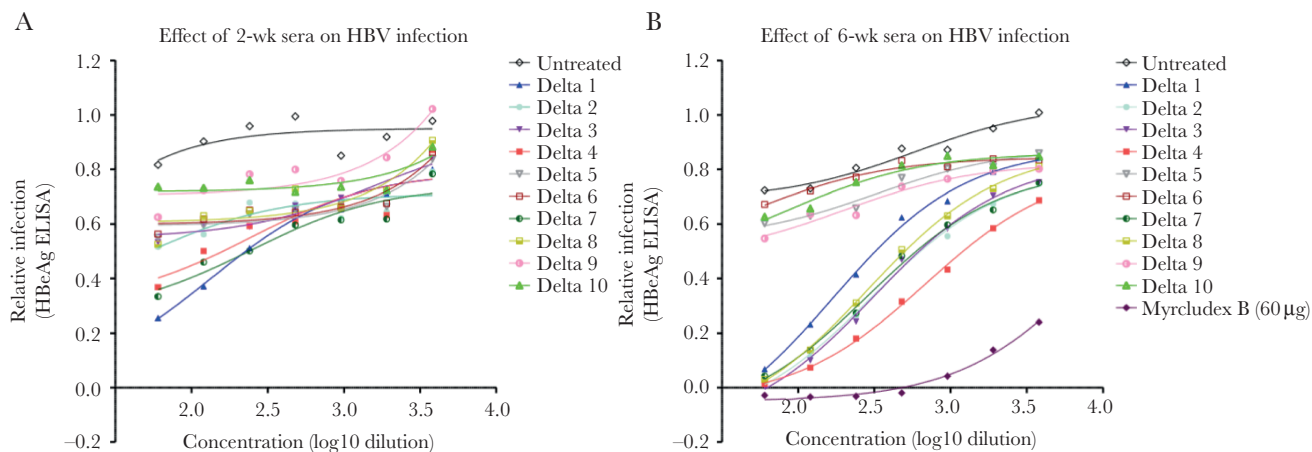 A
Effect of 2-wk sera on HBV infection
1.2
1.0
0.8
0.6
0.4
0.2
0.0
–0.2
Relative infection
(HBeAg ELISA)
2.0
2.5
3.0
3.5
4.0
Concentration (log10 dilution)
Untreated
Delta 1
Delta 2
Delta 3
Delta 4
Delta 5
Delta 6
Delta 7
Delta 8
Delta 9
Delta 10
B
Effect of 6-wk sera on HBV infection
1.2
1.0
0.8
0.6
0.4
0.2
0.0
–0.2
Relative infection
(HBeAg ELISA)
2.0
2.5
3.0
3.5
4.0
Concentration (log10 dilution)
Untreated
Delta 1
Delta 2
Delta 3
Delta 4
Delta 5
Delta 6
Delta 7
Delta 8
Delta 9
Delta 10
Myrcludex B (60 µg)